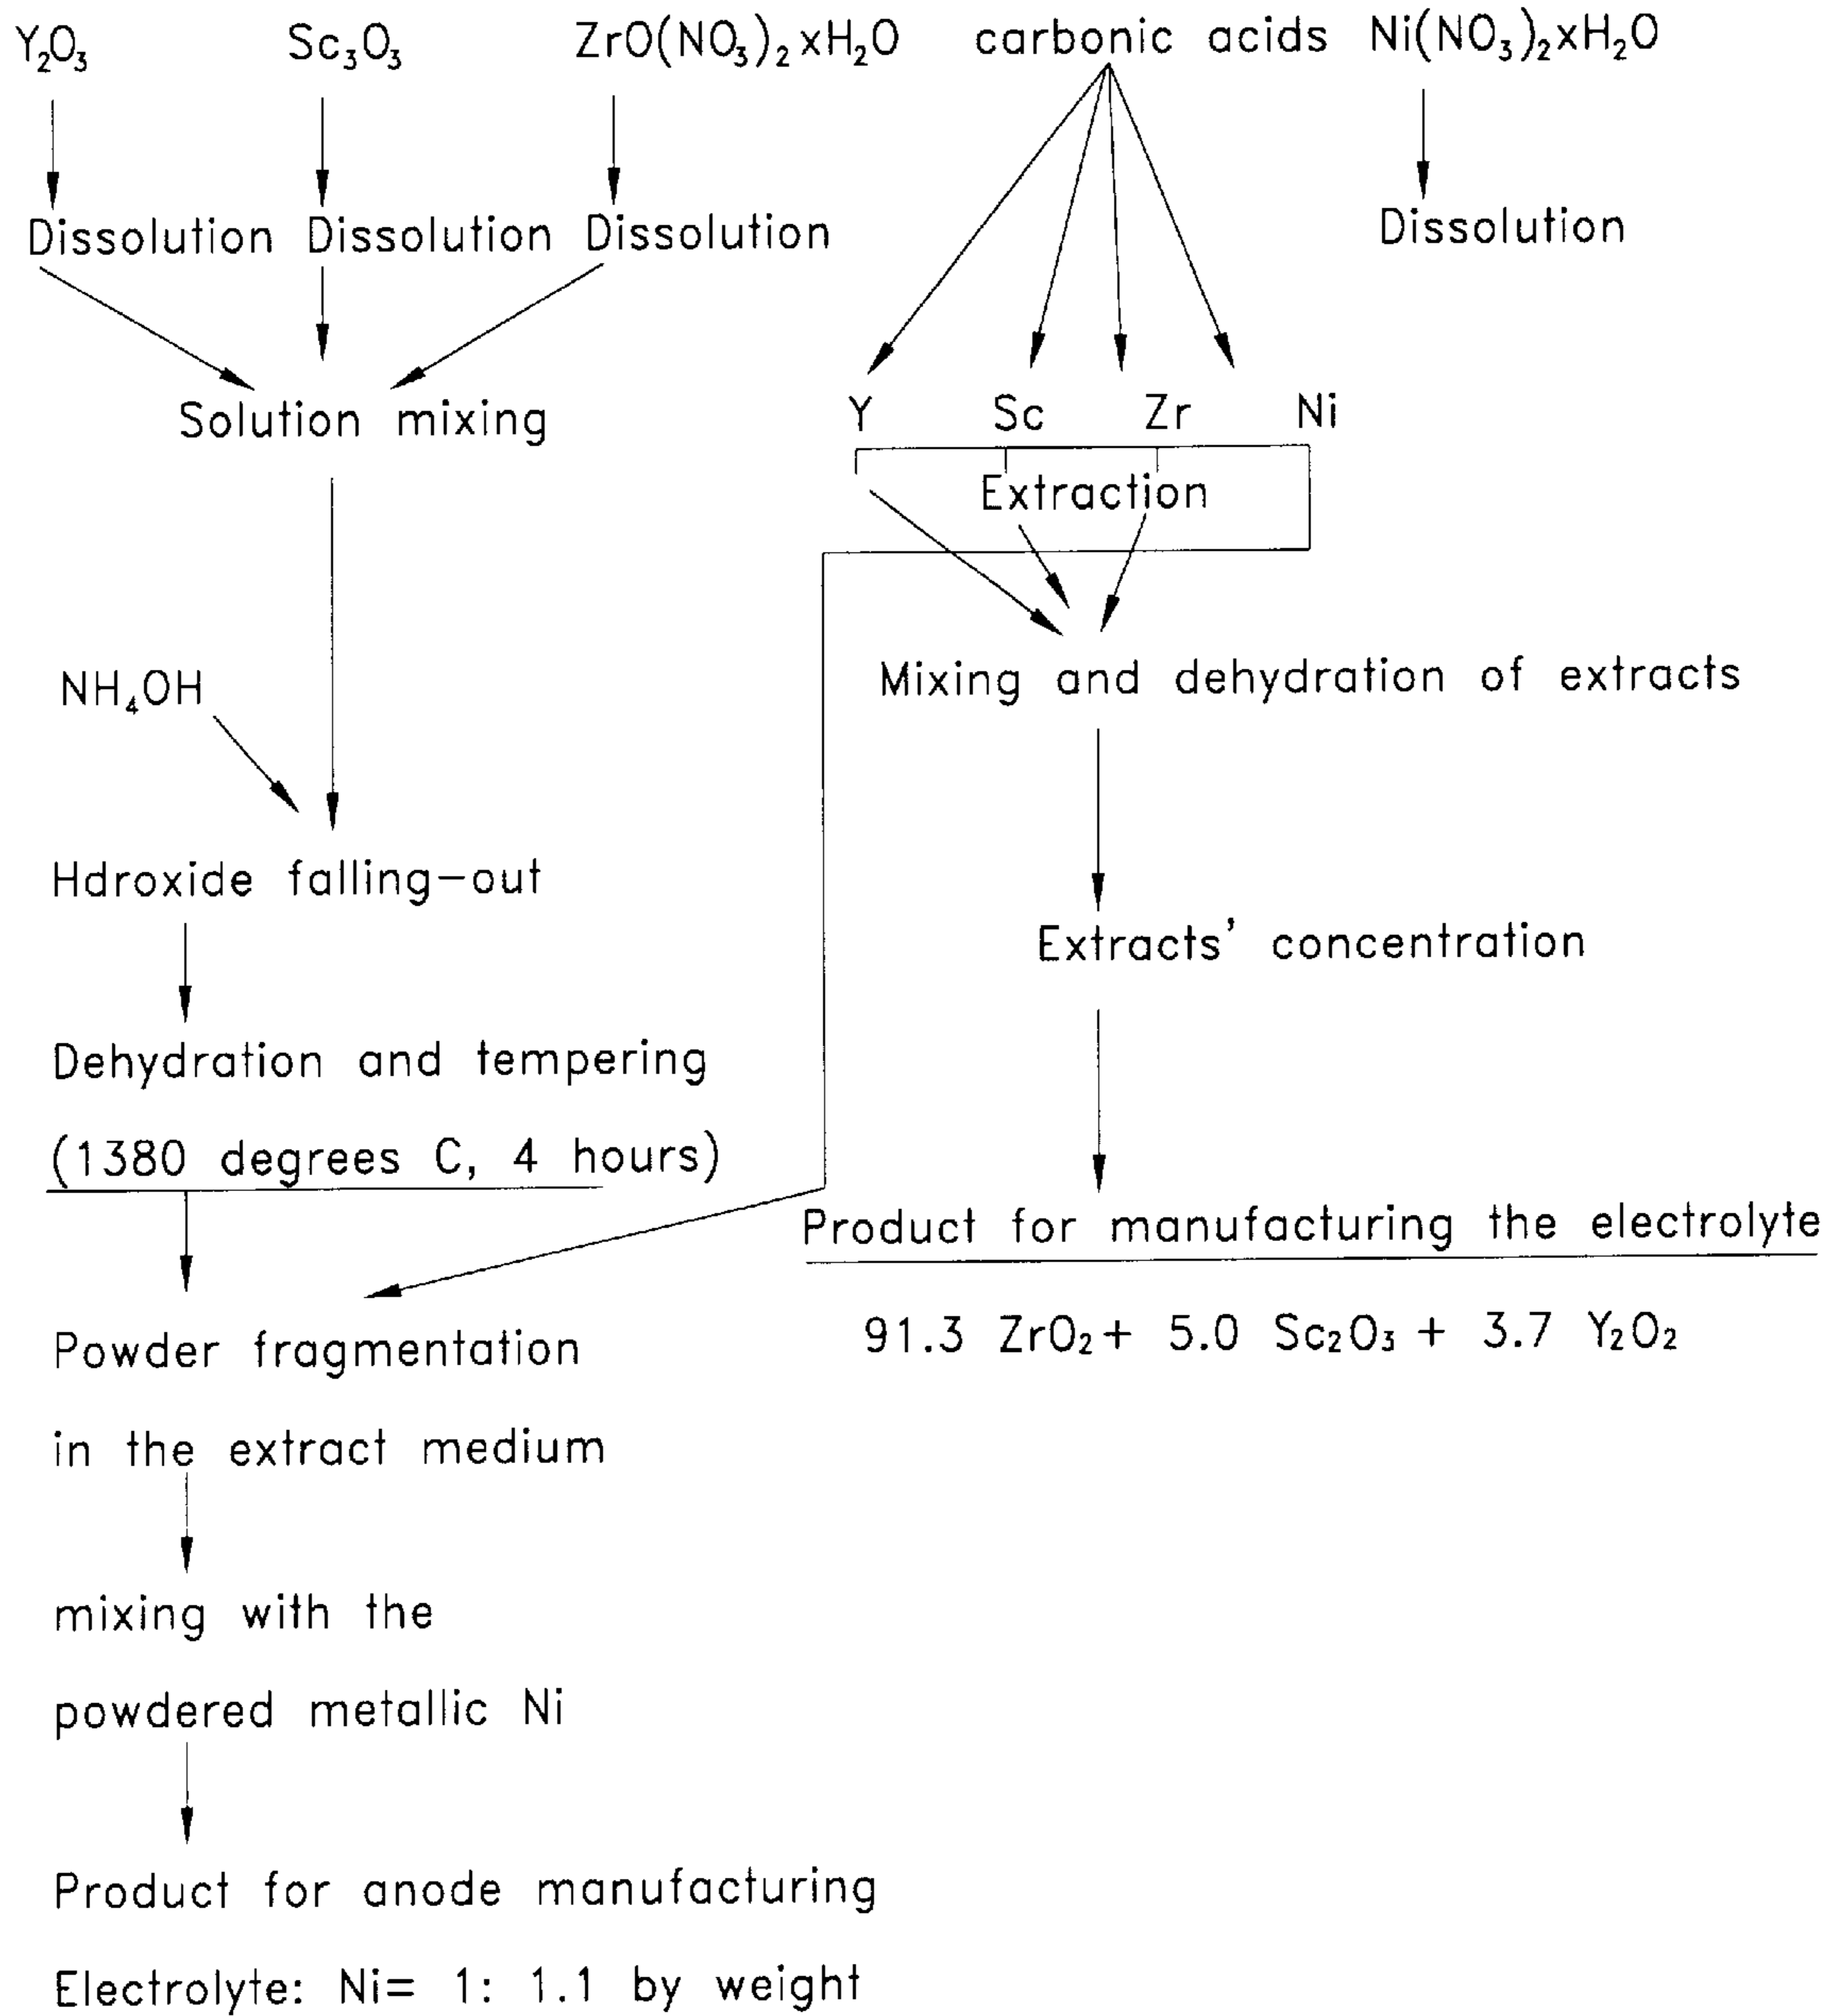 Y₂O₃ Sc₃O₃ ZrO(NO₃)₂xH₂O carbonic acids Ni(NO₃)₂xH₂O
Dissolution Dissolution Dissolution Dissolution
Solution mixing
Y Sc Zr Ni
Extraction
Mixing and dehydration of extracts
NH₄OH
Hdroxide falling-out
Extracts' concentration
Dehydration and tempering
(1380 degrees C, 4 hours)
Product for manufacturing the electrolyte
91.3 ZrO₂+ 5.0 Sc₂O₃ + 3.7 Y₂O₂
Powder fragmentation
in the extract medium
mixing with the
powdered metallic Ni
Product for anode manufacturing
Electrolyte: Ni= 1: 1.1 by weight